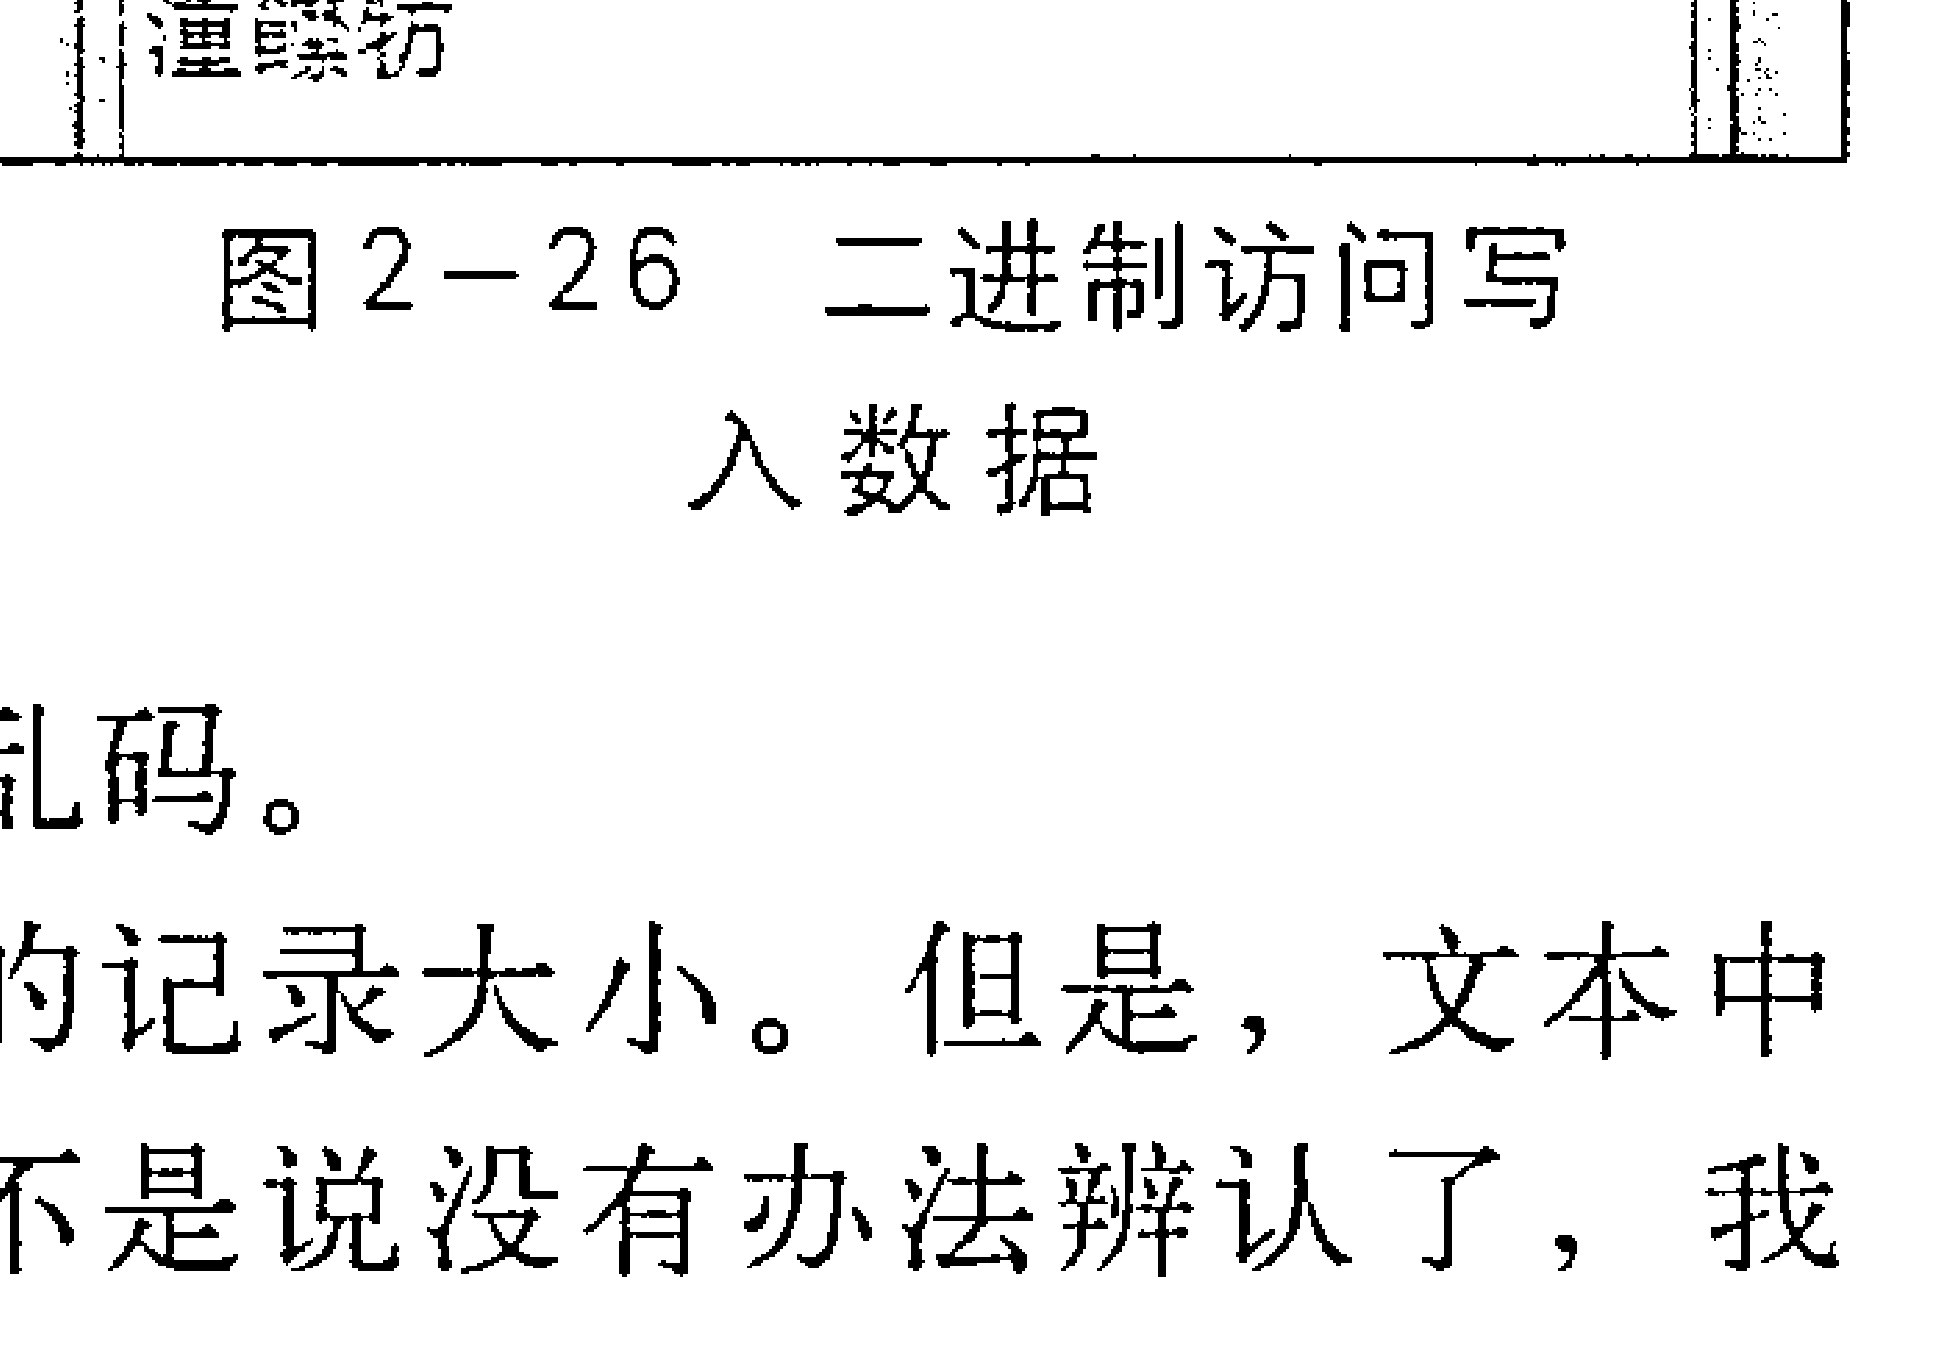 图2-26 二进制访问写
入数据
乱码。
的记录大小。但是，文本中
不是说没有办法辨认了，我